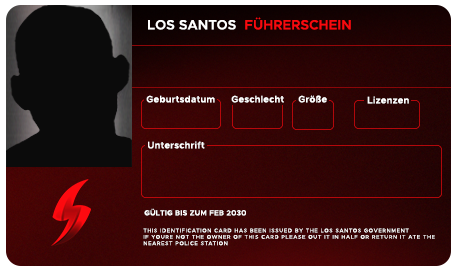 LOS SANTOS FÜHRERSCHEIN
Geburtsdatum Geschlecht Größe Lizenzen
Unterschrift
GÜLTIG BIS ZUM FEB 2030
THIS IDENTIFICATION CARD HAS BEEN ISSUED BY THE LOS SANTOS GOVERNMENT
IF YOURE NOT THE OWNER OF THIS CARD PLEASE OUT IT IN HALF OR RETURN IT ATE THE
NEAREST POLICE STATION